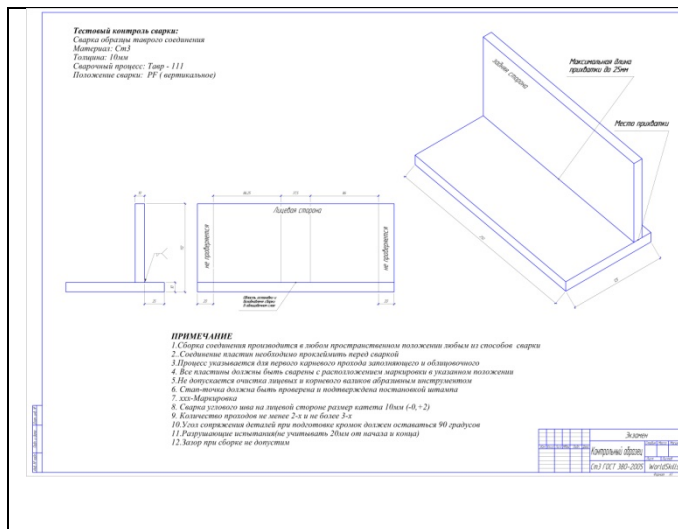 Тестовый контроль сварки:
Сварка образцы таврого соединения
Материал: Ст3
Толщина: 10мм
Сварочный процесс: Тавр - 111
Положение сварки: PF ( вертикальное)
задняя сторона
Максимальная длина
прихватки до 25мм
Места прихватки
Лицевая сторона
не проверяется
не проверяется
ПРИМЕЧАНИЕ
1.Сборка соединения производится в любом пространственном положении любым из способов сварки
2..Соединение пластин необходимо проклеймить перед сваркой
3.Процесс указывается для первого корневого прохода заполняющего и облицовочного
4. Все пластины должны быть сварены с расположением маркировки в указанном положении
5.Не допускается очистка лицевых и корневого валиков абразивным инструментом
6. Стап-точка должна быть проверена и подтверждена постановкой штампа
7. xxx-Маркировка
8. Сварка углового шва на лицевой стороне размер катета 10мм (-0,+2)
9. Количество проходов не менее 2-х и не более 3-х
10.Угол сопряжения деталей при подготовке кромок должен оставаться 90 градусов
11.Разрушающие испытания(не учитывать 20мм от начала и конца)
12.Зазор при сборке не допустим
Экзамен
Контрольный образец
Ст3 ГОСТ 380-2005
WorldSkills